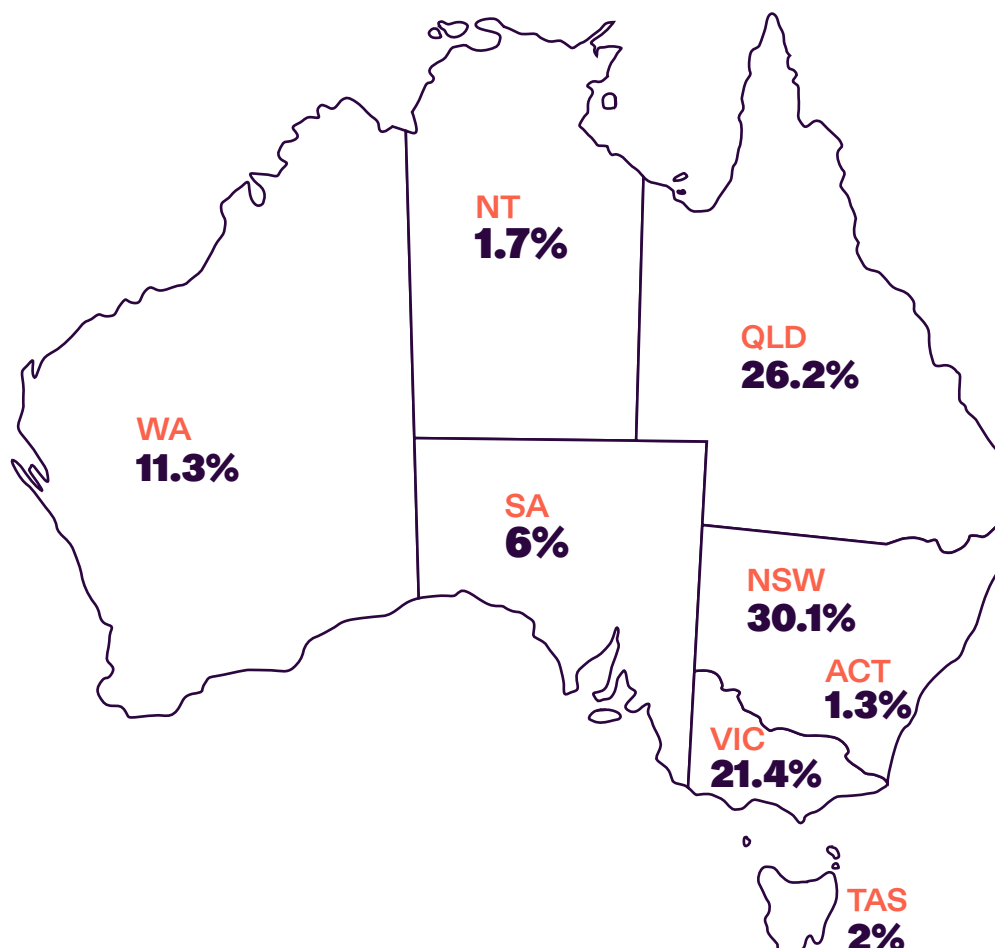 NT
1.7%
QLD
26.2%
WA
11.3%
SA
6%
NSW
30.1%
ACT
1.3%
VIC
21.4%
TAS
2%